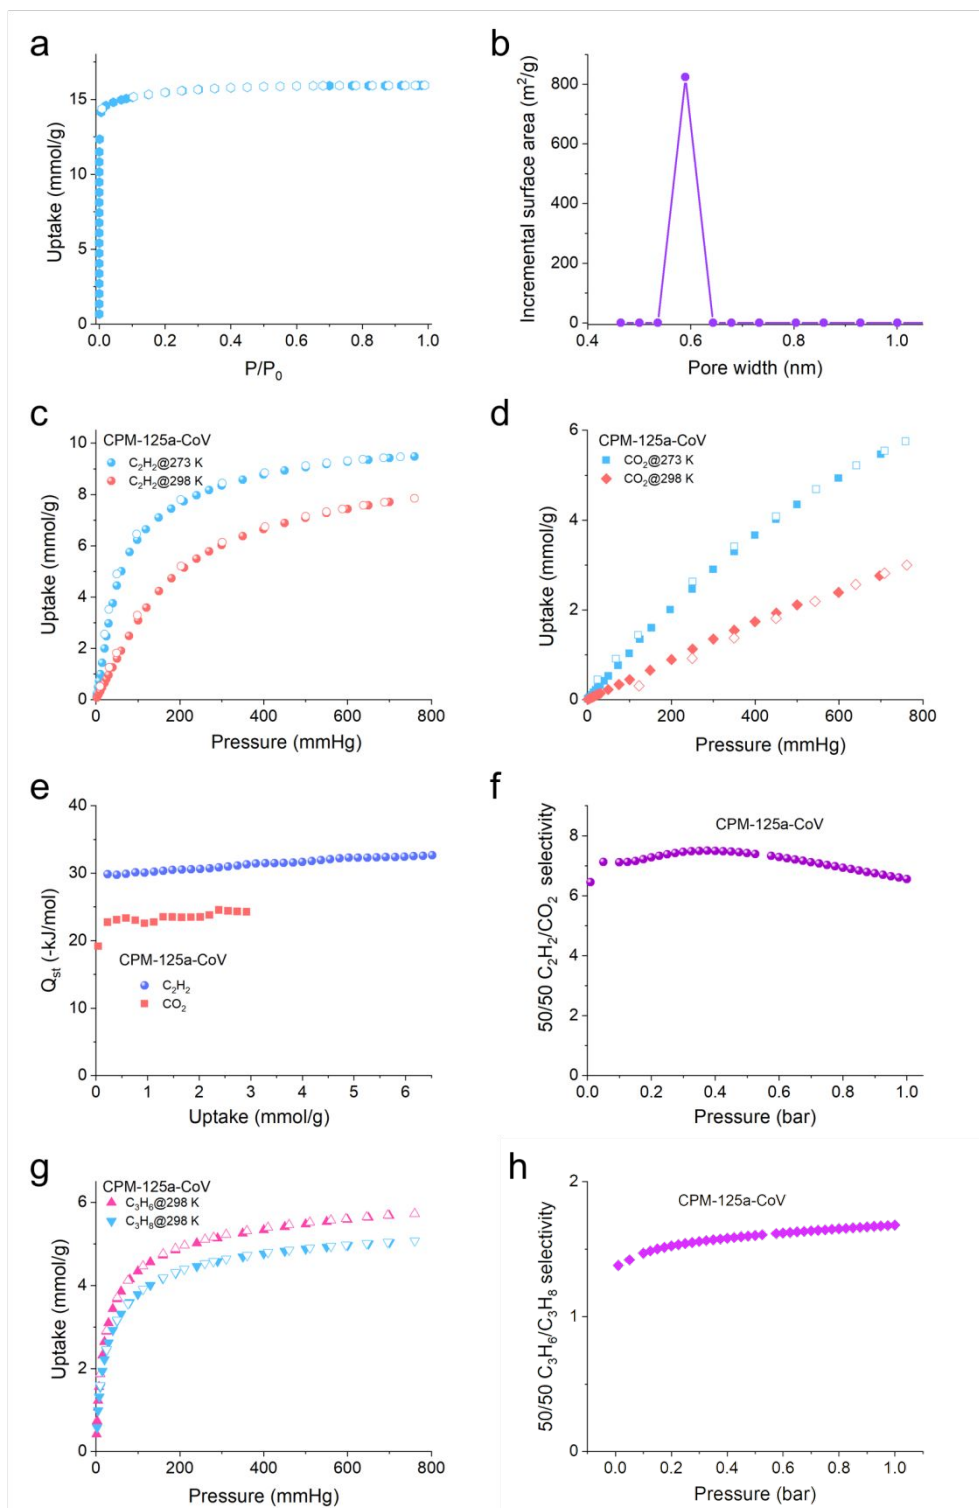 a
Uptake (mmol/g)
15
10
5
0
0.0 0.2 0.4 0.6 0.8 1.0
P/P₀
b
Incremental surface area (m²/g)
800
600
400
200
0
0.4 0.6 0.8 1.0
Pore width (nm)
c
CPM-125a-CoV
C₂H₂@273 K
C₂H₂@298 K
Uptake (mmol/g)
10
8
6
4
2
0
0 200 400 600 800
Pressure (mmHg)
d
CPM-125a-CoV
CO₂@273 K
CO₂@298 K
Uptake (mmol/g)
6
4
2
0
0 200 400 600 800
Pressure (mmHg)
e
Qst (-kJ/mol)
40
30
20
10
0
CPM-125a-CoV
C₂H₂
CO₂
0 1 2 3 4 5 6
Uptake (mmol/g)
f
50/50 C₂H₂/CO₂ selectivity
CPM-125a-CoV
8
6
4
2
0
0.0 0.2 0.4 0.6 0.8 1.0
Pressure (bar)
g
CPM-125a-CoV
C₃H₆@298 K
C₃H₈@298 K
Uptake (mmol/g)
6
4
2
0
0 200 400 600 800
Pressure (mmHg)
h
50/50 C₃H₆/C₃H₈ selectivity
CPM-125a-CoV
2
1
0
0.0 0.2 0.4 0.6 0.8 1.0
Pressure (bar)